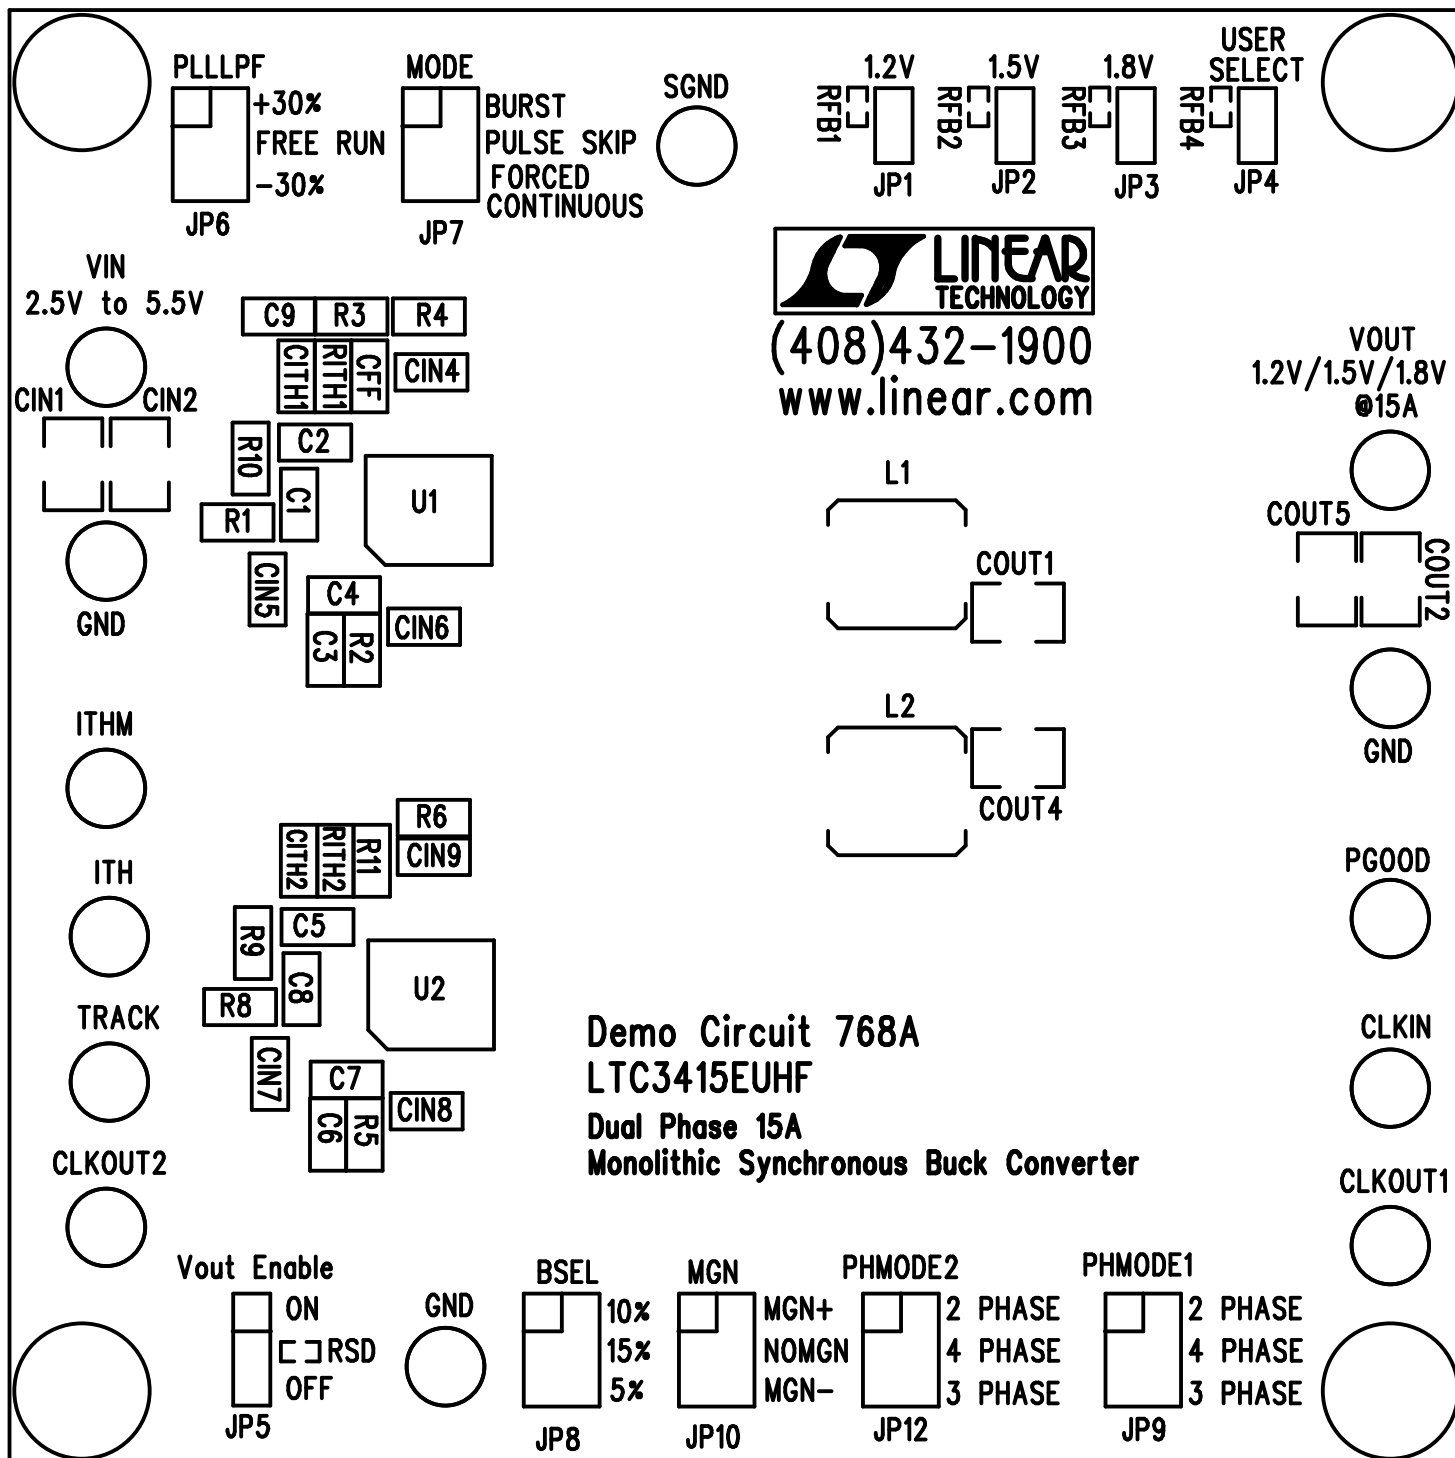 PLLLPF
+30%
FREE RUN
-30%
JP6
MODE
BURST
PULSE SKIP
FORCED
CONTINUOUS
JP7
SGND
1.2V
RFB1
JP1
1.5V
RFB2
JP2
1.8V
RFB3
JP3
USER
SELECT
RFB4
JP4
LINEAR
TECHNOLOGY
(408)432-1900
www.linear.com
VIN
2.5V to 5.5V
CIN1
CIN2
GND
C9
R3
R4
CITH1
RITH1
CFF
CIN4
R10
C2
C1
R1
U1
CIN5
C4
CIN6
C3
R2
L1
COUT1
VOUT
1.2V/1.5V/1.8V
@15A
COUT5
COUT2
GND
L2
COUT4
ITHM
ITH
TRACK
CLKOUT2
R6
CITH2
RITH2
R11
CIN9
R9
C5
C8
R8
U2
CIN7
C7
CIN8
C6
R5
PGOOD
CLKIN
CLKOUT1
Demo Circuit 768A
LTC3415EUHF
Dual Phase 15A
Monolithic Synchronous Buck Converter
Vout Enable
ON
RSD
OFF
JP5
GND
BSEL
10%
15%
5%
JP8
MGN
MGN+
NOMGN
MGN-
JP10
PHMODE2
2 PHASE
4 PHASE
3 PHASE
JP12
PHMODE1
2 PHASE
4 PHASE
3 PHASE
JP9